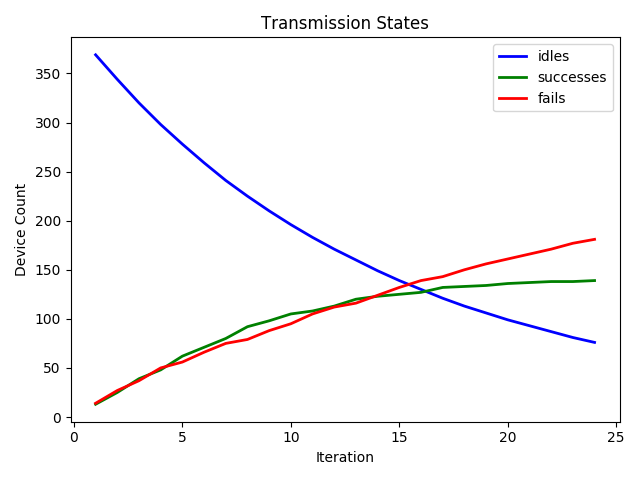 Transmission States
idles
successes
fails
Device Count
350
300
250
200
150
100
50
0
0 5 10 15 20 25
Iteration